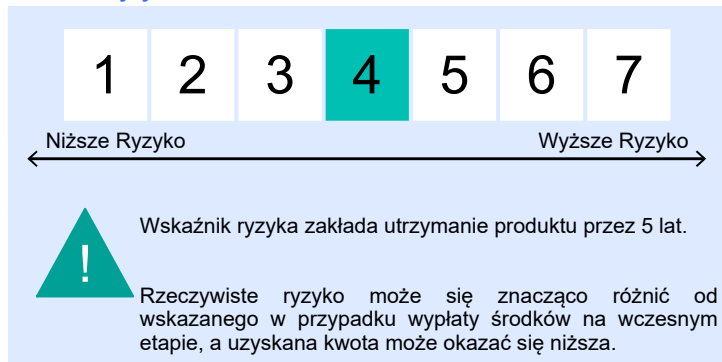 1 2 3 4 5 6 7
Niższe Ryzyko Wyższe Ryzyko
! Wskaźnik ryzyka zakłada utrzymanie produktu przez 5 lat.
Rzeczywiste ryzyko może się znacząco różnić od
wskazanego w przypadku wypłaty środków na wczesnym
etapie, a uzyskana kwota może okazać się niższa.